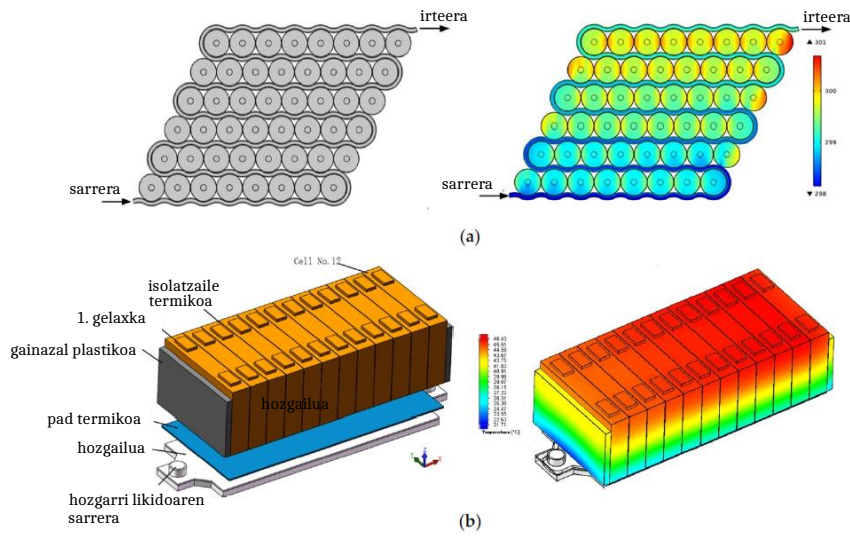 irteera
irteera
301
300
299
298
sarrera
sarrera
(a)
Cell No.12
isolatzaile
termikoa
1. gelaxka
gainazal plastikoa
hozgailua
pad termikoa
hozgailua
hozgarri likidoaren
sarrera
Temperature (°C)
(b)